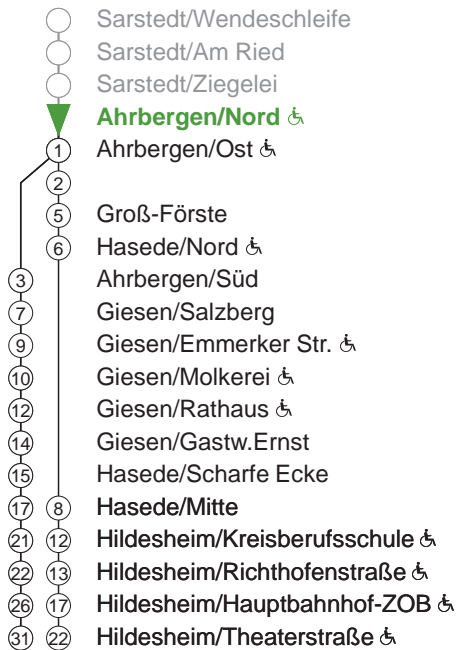 Sarstedt/Wendeschleife
Sarstedt/Am Ried
Sarstedt/Ziegelei
Ahrbergen/Nord ♿
1 Ahrbergen/Ost ♿
2
5 Groß-Förste
6 Hasede/Nord ♿
3 Ahrbergen/Süd
7 Giesen/Salzberg
9 Giesen/Emmerker Str. ♿
10 Giesen/Molkerei ♿
12 Giesen/Rathaus ♿
14 Giesen/Gastw.Ernst
15 Hasede/Scharfe Ecke
17 8 Hasede/Mitte
21 12 Hildesheim/Kreisberufsschule ♿
22 13 Hildesheim/Richthofenstraße ♿
26 17 Hildesheim/Hauptbahnhof-ZOB ♿
31 22 Hildesheim/Theaterstraße ♿